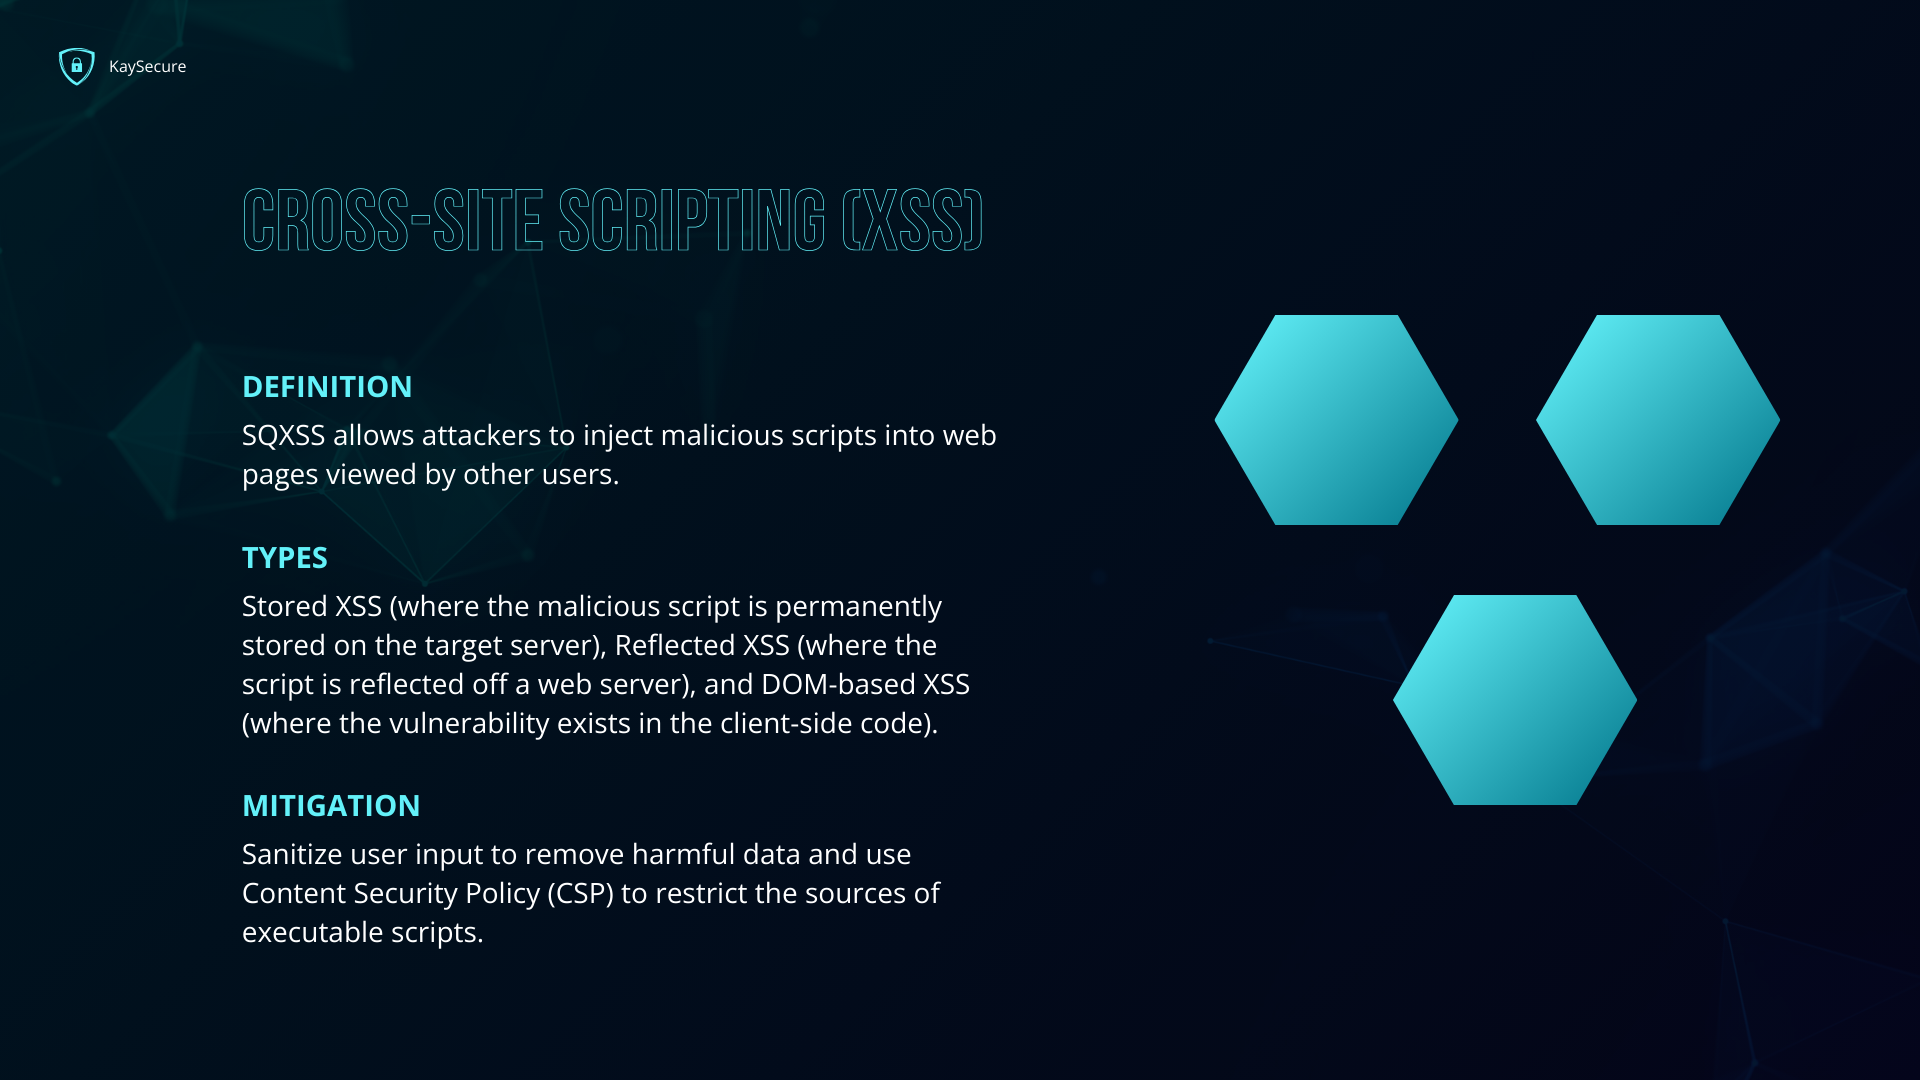 KaySecure
CROSS-SITE SCRIPTING (XSS)
DEFINITION
SQXSS allows attackers to inject malicious scripts into web
pages viewed by other users.
TYPES
Stored XSS (where the malicious script is permanently
stored on the target server), Reflected XSS (where the
script is reflected off a web server), and DOM-based XSS
(where the vulnerability exists in the client-side code).
MITIGATION
Sanitize user input to remove harmful data and use
Content Security Policy (CSP) to restrict the sources of
executable scripts.